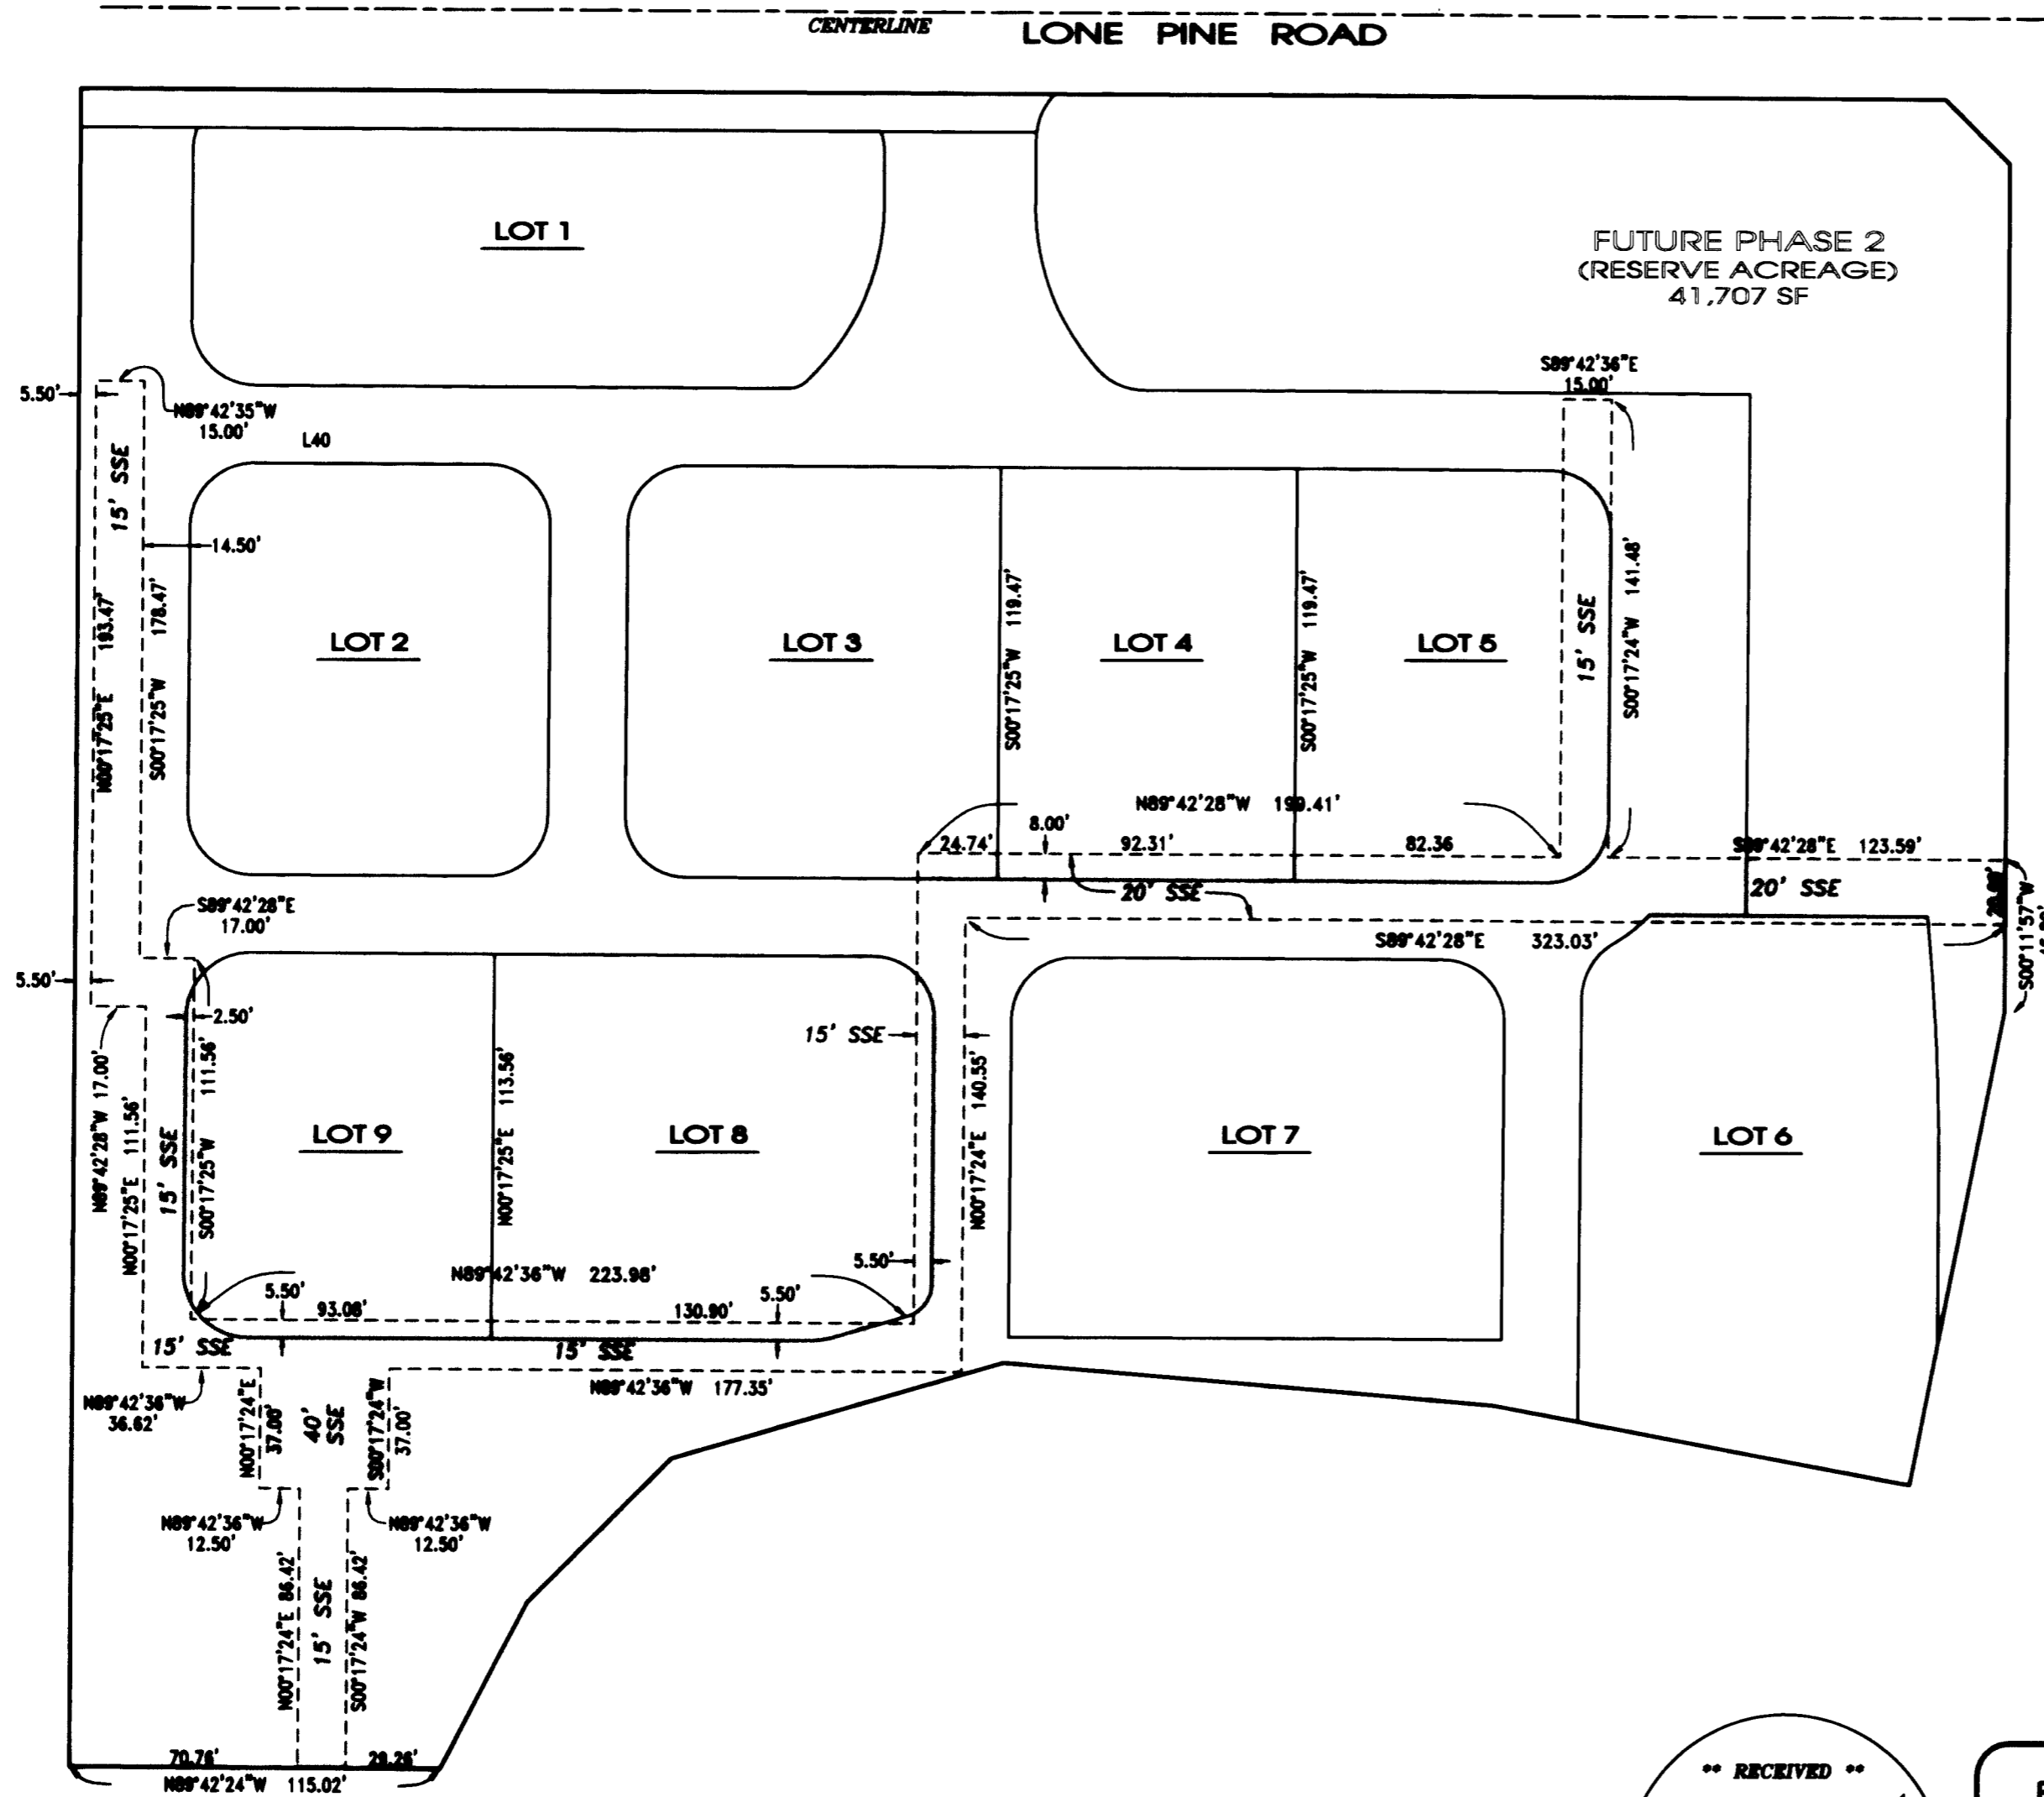 CENTERLINE
LONE PINE ROAD
LOT 1
FUTURE PHASE 2
(RESERVE ACREAGE)
41,707 SF
S89°42'36"E
15.00'
5.50'
N89°42'35"W
15.00'
L40
15' SSE
14.50'
N00°17'25"E 193.47'
S00°17'25"W 178.47'
LOT 2
LOT 3
S00°17'25"W 119.47'
LOT 4
S00°17'25"W 119.47'
LOT 5
15' SSE
S00°17'24"W 141.48'
N89°42'28"W 199.41'
8.00'
24.74'
92.31'
82.36
S89°42'28"E 123.59'
20' SSE
20' SSE
S00°11'57"W
S89°42'28"E
17.00'
S89°42'28"E 323.03'
5.50'
2.50'
15' SSE
N89°42'28"W 17.00'
N00°17'25"E 111.56'
15' SSE
S00°17'25"W 111.56'
N00°17'25"E 113.56'
N00°17'24"E 140.55'
LOT 9
LOT 8
LOT 7
LOT 6
N89°42'36"W 223.98'
5.50'
5.50'
5.50'
93.08'
130.90'
15' SSE
15' SSE
N89°42'36"W 177.35'
N89°42'36"W
36.62'
N00°17'24"E
37.00'
40'
SSE
S00°17'24"W
37.00'
N89°42'36"W
12.50'
N89°42'36"W
12.50'
N00°17'24"E 86.42'
15' SSE
S00°17'24"W 86.42'
70.76'
29.26'
N89°42'24"W 115.02'
** RECEIVED **